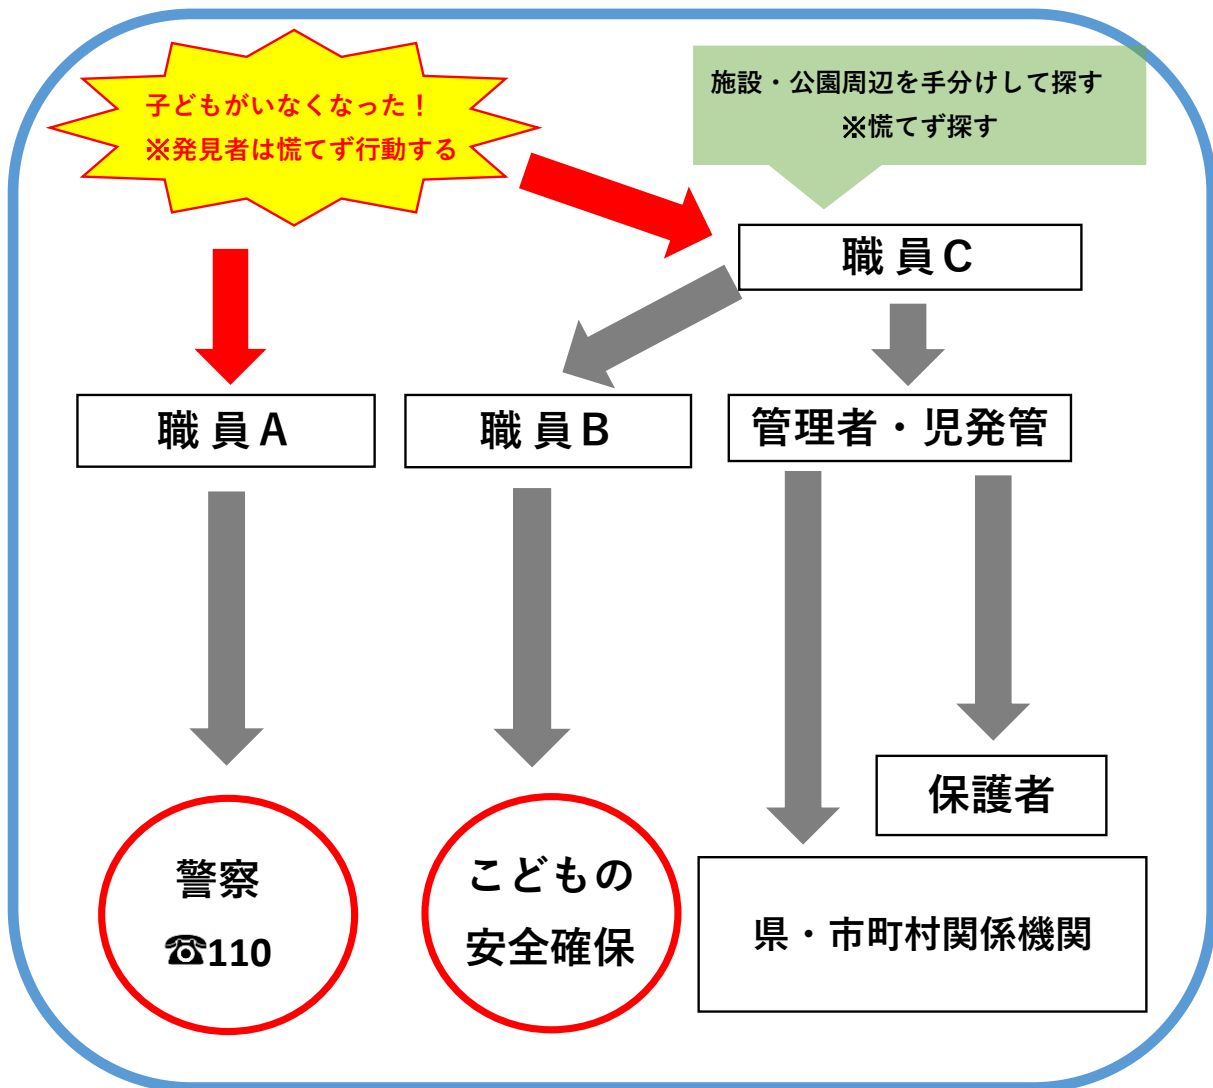 子どもがいなくなった！
※発見者は慌てず行動する
施設・公園周辺を手分けして探す
※慌てず探す
職員C
職員A
職員B
管理者・児発管
保護者
警察
☎110
こどもの
安全確保
県・市町村関係機関